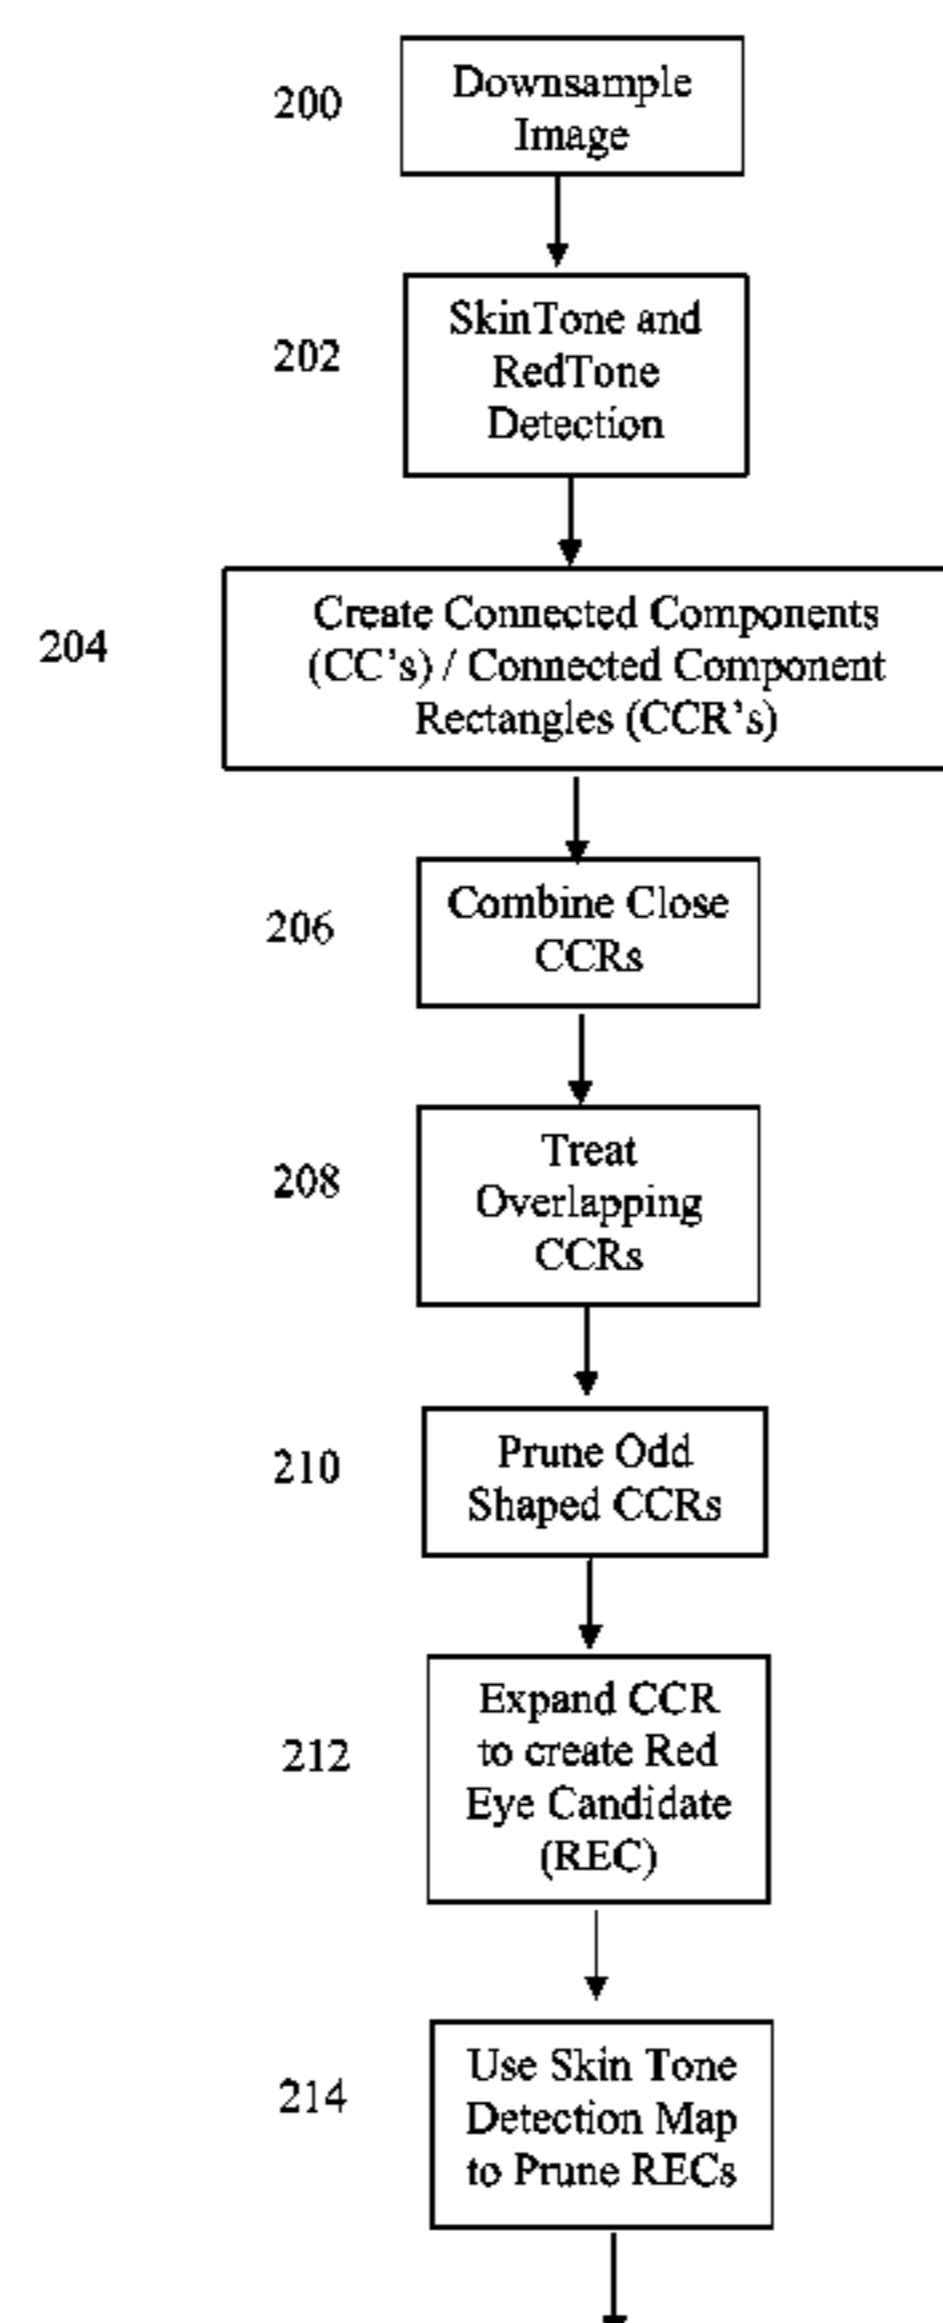 200
Downsample
Image
202
SkinTone and
RedTone
Detection
204
Create Connected Components
(CC's) / Connected Component
Rectangles (CCR's)
206
Combine Close
CCRs
208
Treat
Overlapping
CCRs
210
Prune Odd
Shaped CCRs
212
Expand CCR
to create Red
Eye Candidate
(REC)
214
Use Skin Tone
Detection Map
to Prune RECs